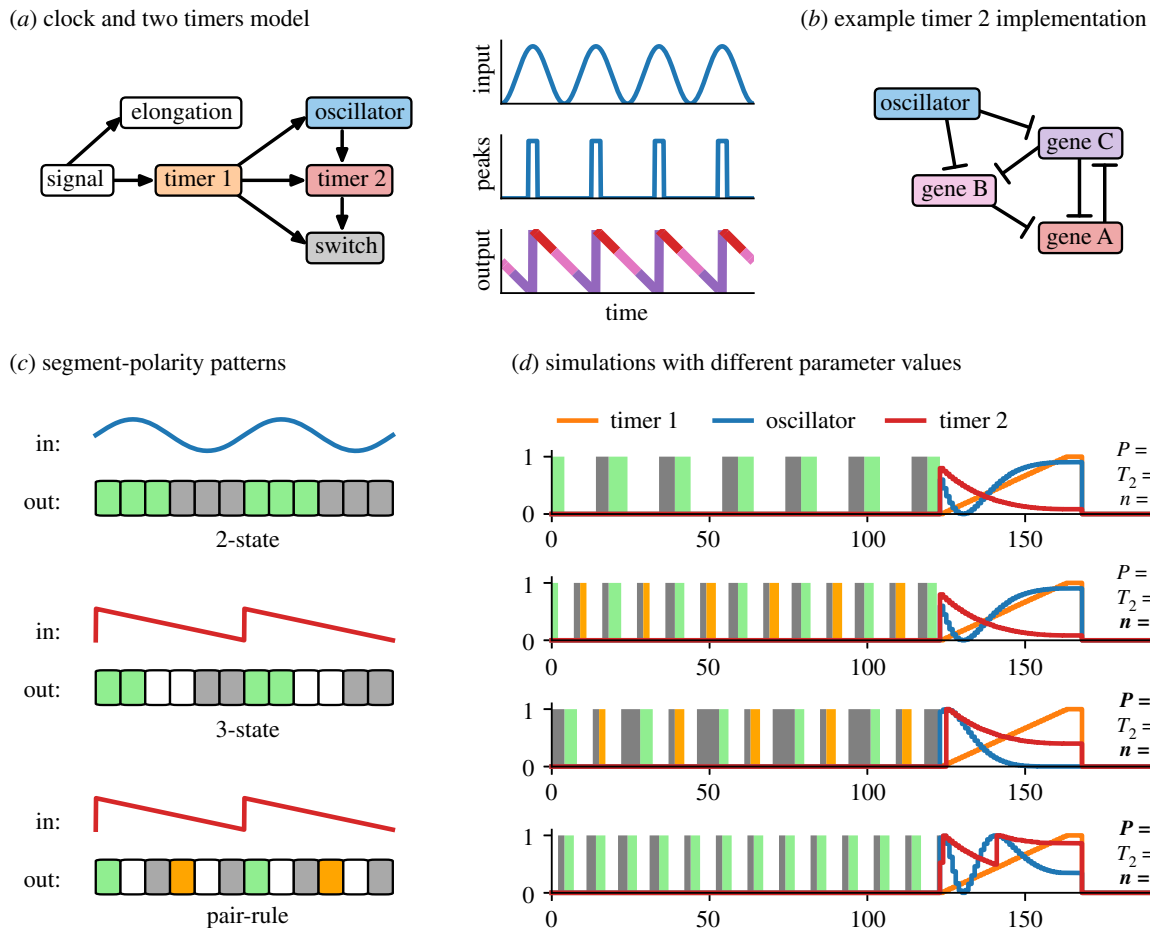 (a) clock and two timers model
elongation
oscillator
signal
timer 1
timer 2
switch
input
peaks
output
time
(b) example timer 2 implementation
oscillator
gene C
gene B
gene A
(c) segment-polarity patterns
in:
out:
2-state
in:
out:
3-state
in:
out:
pair-rule
(d) simulations with different parameter values
timer 1 oscillator timer 2
1
0
0 50 100 150
P =
T2 =
n =
1
0
0 50 100 150
P =
T2 =
n =
1
0
0 50 100 150
P =
T2 =
n =
1
0
0 50 100 150
P =
T2 =
n =